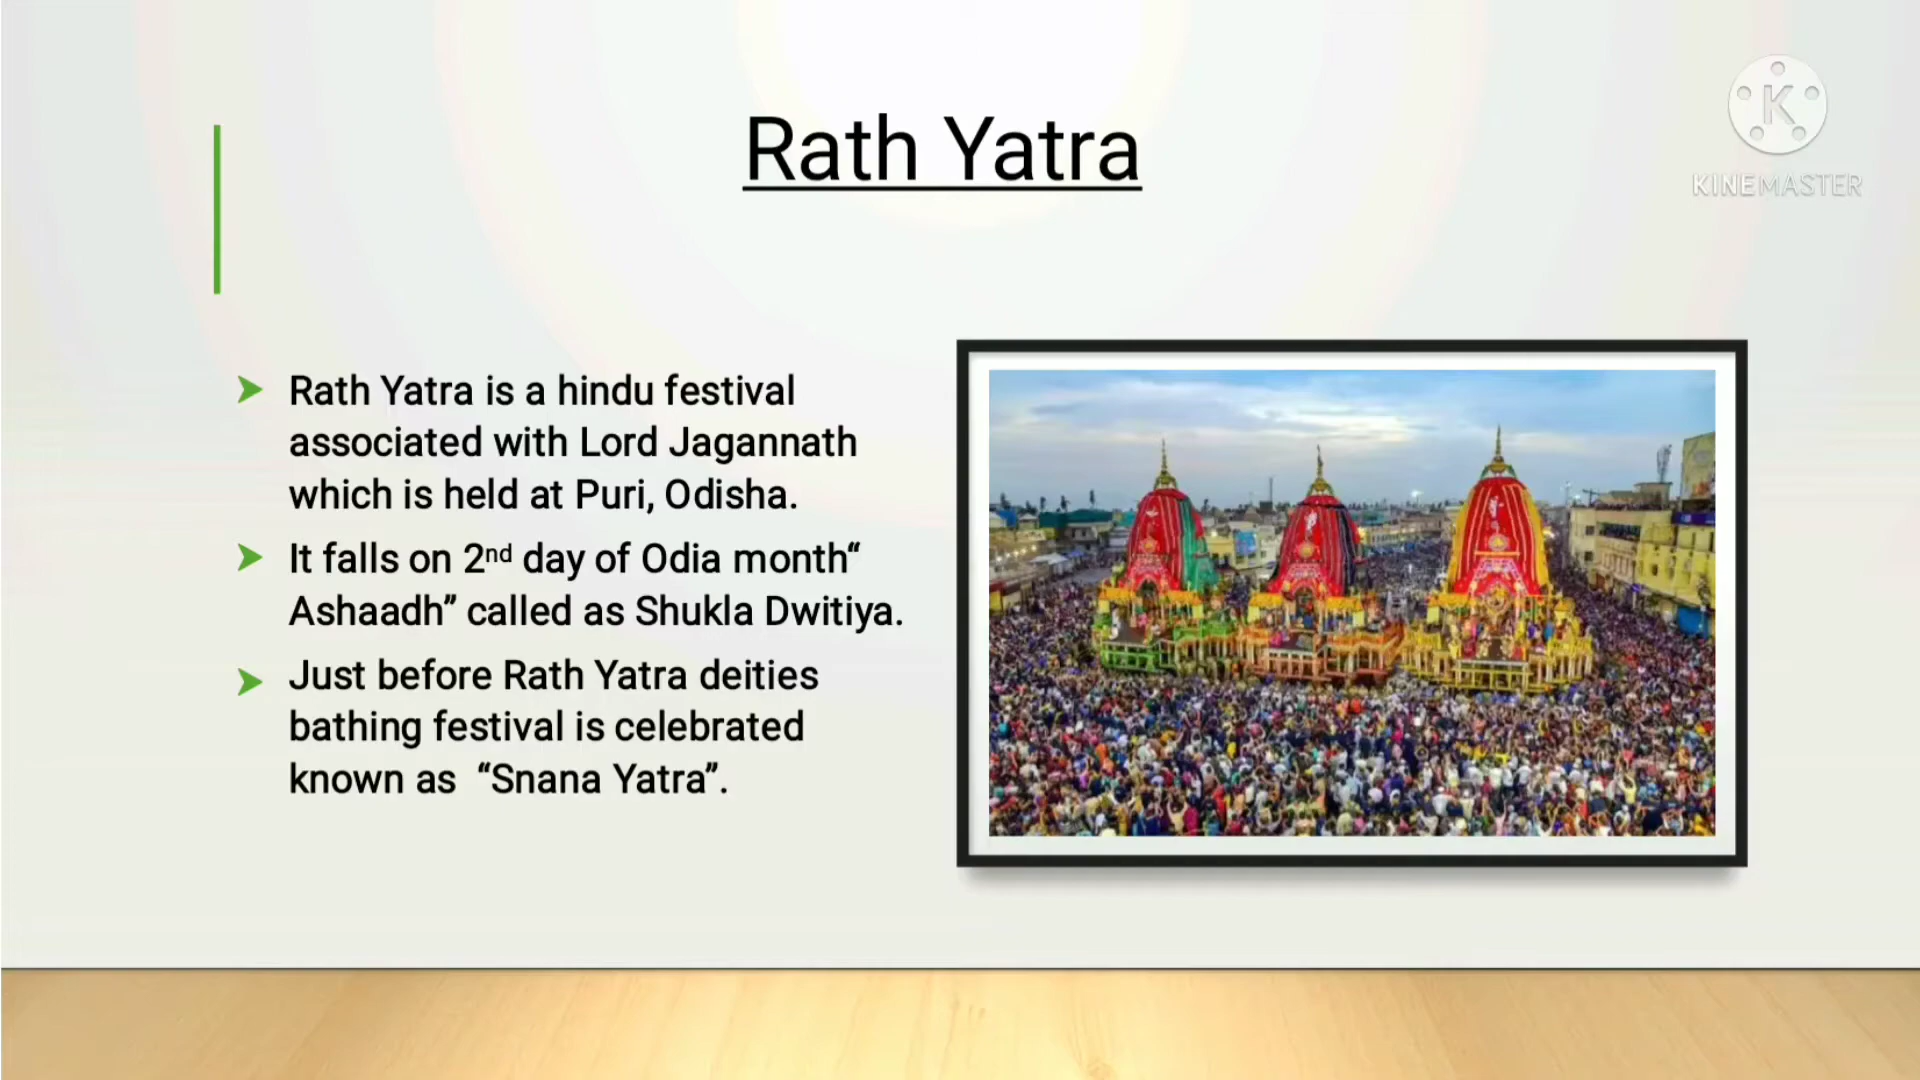 Rath Yatra
K
KINEMASTER
Rath Yatra is a hindu festival
associated with Lord Jagannath
which is held at Puri, Odisha.
It falls on 2nd day of Odia month“
Ashaadh” called as Shukla Dwitiya.
Just before Rath Yatra deities
bathing festival is celebrated
known as “Snana Yatra”.